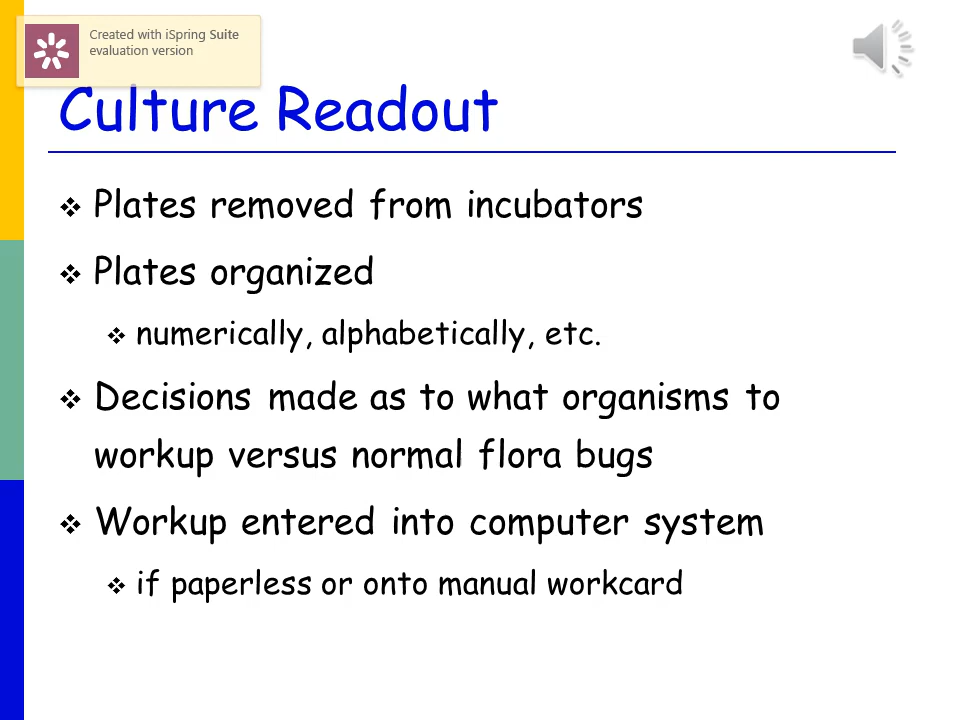 Created with iSpring Suite
evaluation version
Culture Readout
Plates removed from incubators
Plates organized
numerically, alphabetically, etc.
Decisions made as to what organisms to
workup versus normal flora bugs
Workup entered into computer system
if paperless or onto manual workcard